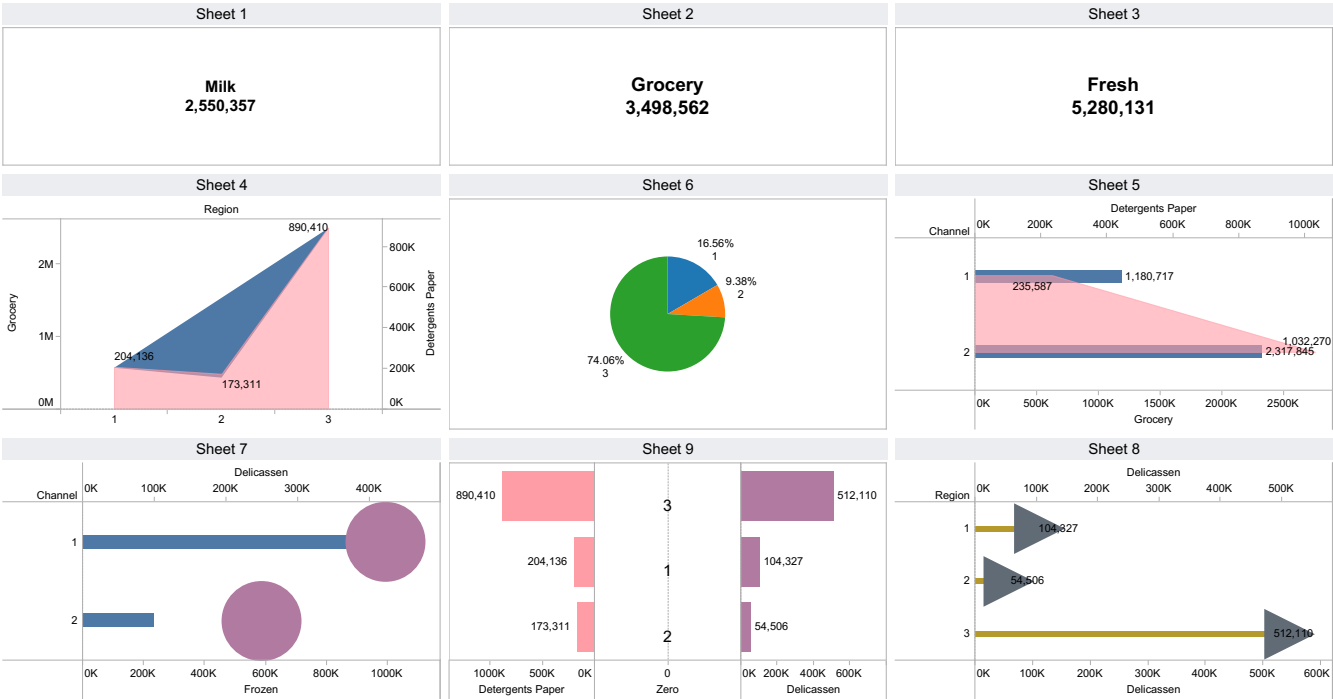 Sheet 1
Milk
2,550,357
Sheet 2
Grocery
3,498,562
Sheet 3
Fresh
5,280,131
Sheet 4
Region
890,410
204,136
173,311
2M
1M
0M
Grocery
800K
600K
400K
200K
0K
Detergents Paper
1 2 3
Sheet 6
16.56%
1
9.38%
2
74.06%
3
Sheet 5
Detergents Paper
Channel 0K 200K 400K 600K 800K 1000K
1 1,180,717
235,587
1,032,270
2 2,317,845
0K 500K 1000K 1500K 2000K 2500K
Grocery
Sheet 7
Delicassen
Channel 0K 100K 200K 300K 400K
1
2
0K 200K 400K 600K 800K 1000K
Frozen
Sheet 9
890,410 3 512,110
204,136 1 104,327
173,311 2 54,506
1000K 500K 0K 0 0K 200K 400K 600K
Detergents Paper Zero Delicassen
Sheet 8
Delicassen
Region 0K 100K 200K 300K 400K 500K
1 104,327
2 54,506
3 512,110
0K 100K 200K 300K 400K 500K 600K
Delicassen